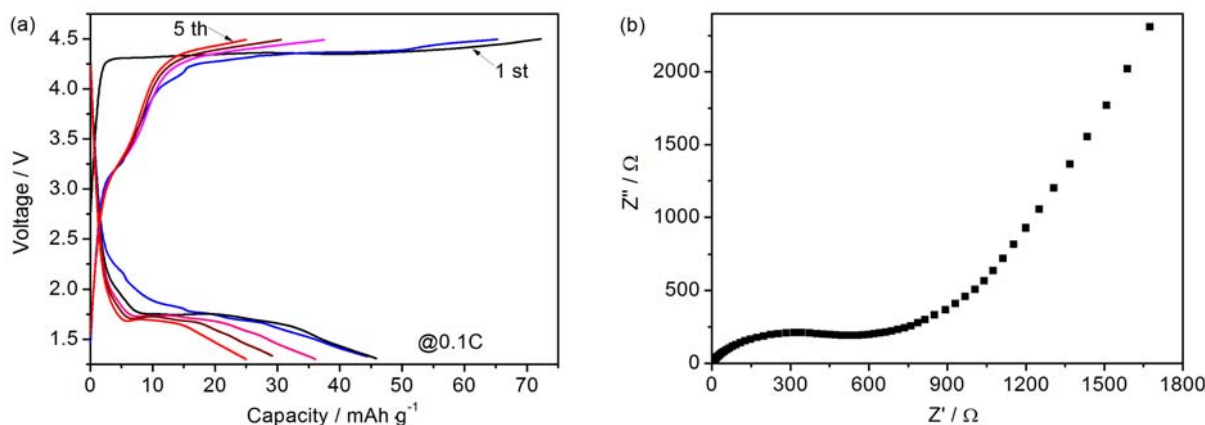 (a)
5 th
1 st
@0.1C
4.5
4.0
3.5
3.0
2.5
2.0
1.5
Voltage / V
0 10 20 30 40 50 60 70
Capacity / mAh g⁻¹
(b)
2000
1500
1000
500
0
Z'' / Ω
0 300 600 900 1200 1500 1800
Z' / Ω